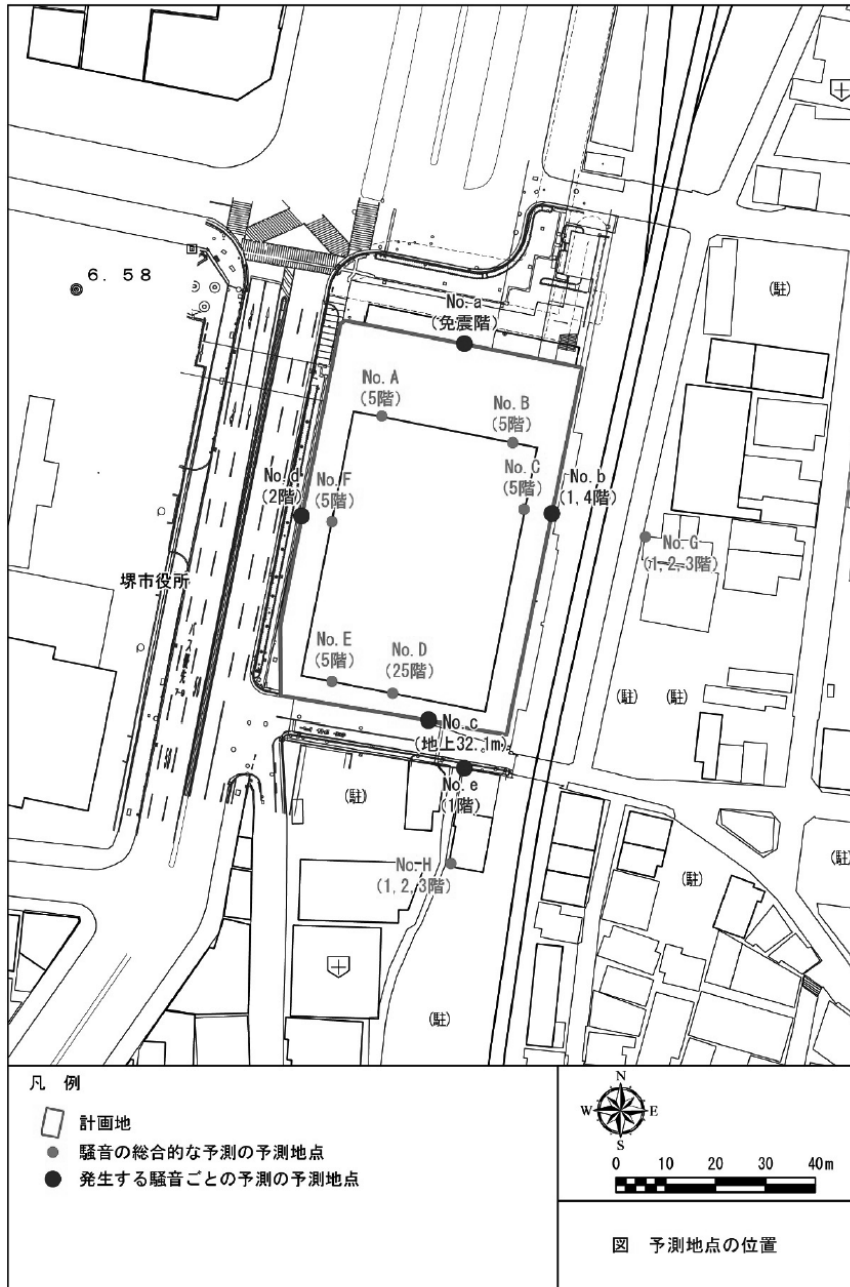 6.58
(駐)
No.a
(免震階)
No.A
(5階)
No.B
(5階)
No.C
(5階)
No.d
(2階)
No.F
(5階)
No.b
(1,4階)
No.G
(1,2,3階)
堺市役所
No.E
(5階)
No.D
(25階)
(駐)
(駐)
No.c
(地上32.1m)
No.e
(1階)
(駐)
(駐)
(駐)
No.H
(1,2,3階)
(駐)
凡 例
計画地
騒音の総合的な予測の予測地点
発生する騒音ごとの予測の予測地点
N
W
E
S
0 10 20 30 40m
図 予測地点の位置